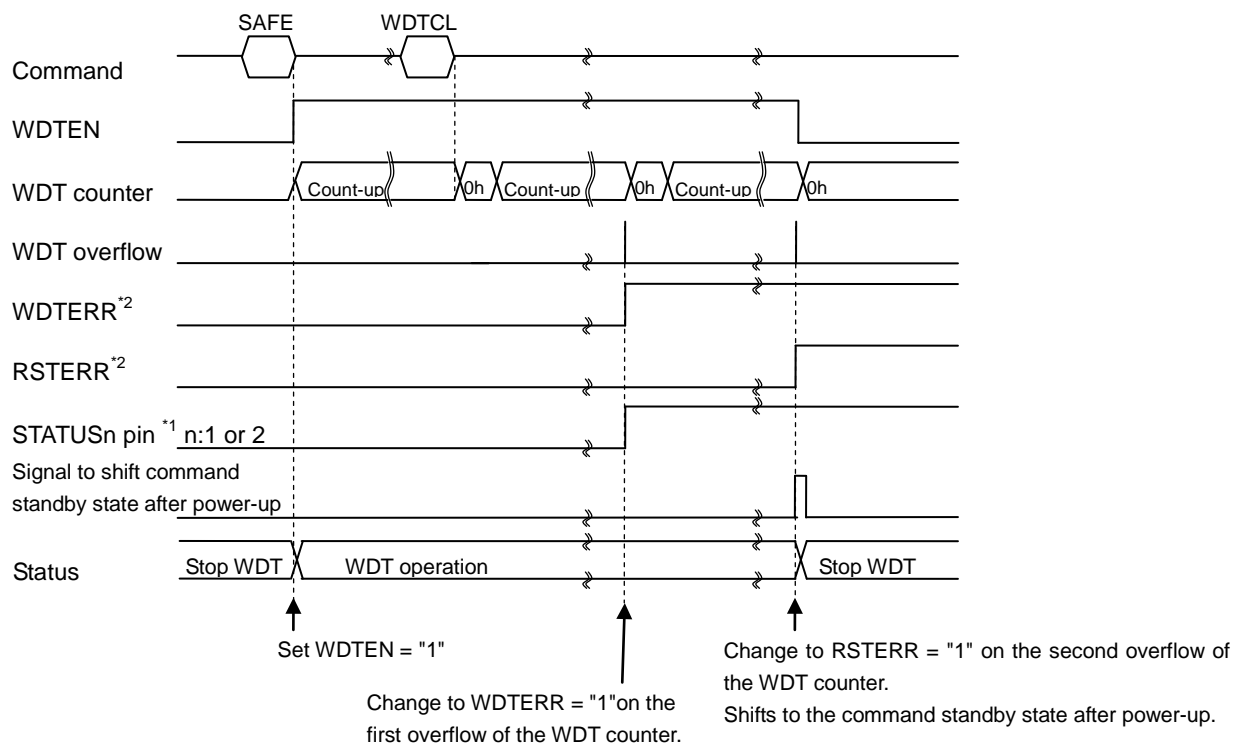 SAFE WDTCL
Command
WDTEN
WDT counter Count-up 0h Count-up 0h Count-up 0h
WDT overflow
WDTERR*2
RSTERR*2
STATUSn pin *1 n:1 or 2
Signal to shift command
standby state after power-up
Status Stop WDT WDT operation Stop WDT
Set WDTEN = "1"
Change to WDTERR = "1"on the
first overflow of the WDT counter.
Change to RSTERR = "1" on the second overflow of
the WDT counter.
Shifts to the command standby state after power-up.